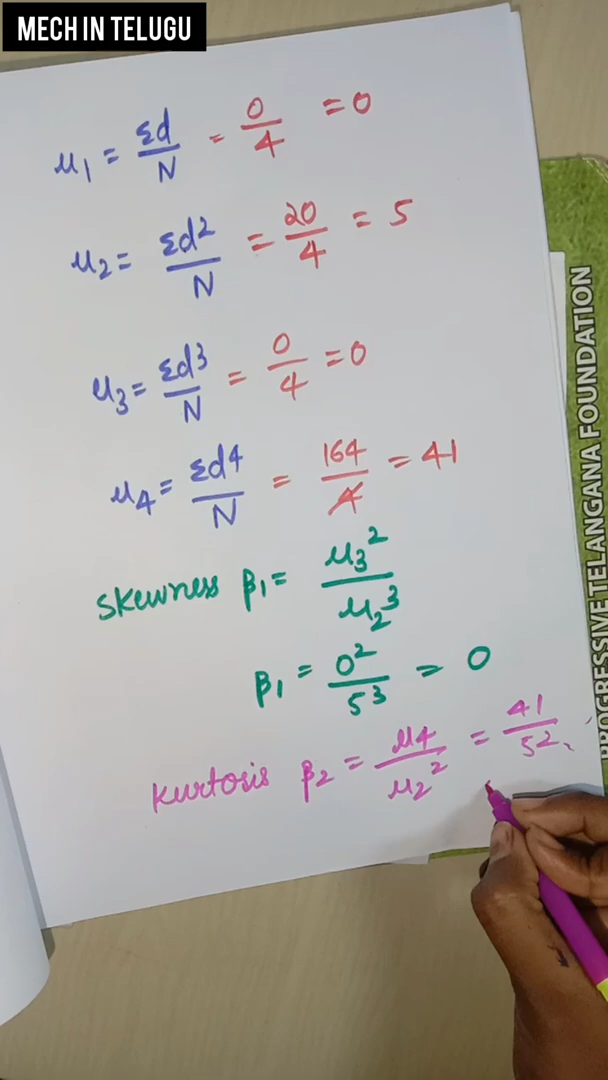 MECH IN TELUGU
μ1 = Σd/N = 0/4 = 0
μ2 = Σd2/N = 20/4 = 5
μ3 = Σd3/N = 0/4 = 0
μ4 = Σd4/N = 164/4 = 41
Skewness β1 = μ3²/μ2³
β1 = 0²/5³ = 0
Kurtosis β2 = μ4/μ2² = 41/5²
PROGRESSIVE TELANGANA FOUNDATION